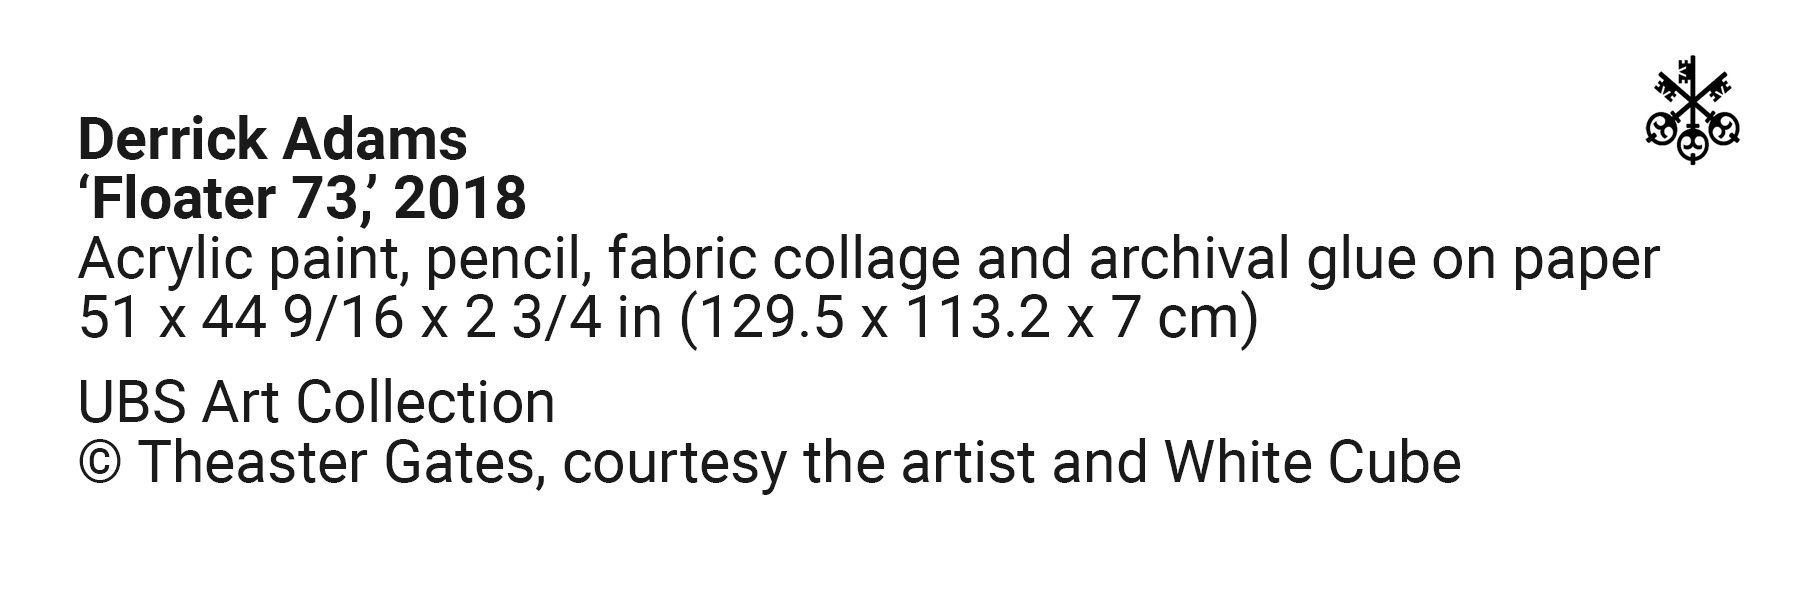 Derrick Adams
‘Floater 73,’ 2018
Acrylic paint, pencil, fabric collage and archival glue on paper
51 x 44 9/16 x 2 3/4 in (129.5 x 113.2 x 7 cm)
UBS Art Collection
© Theaster Gates, courtesy the artist and White Cube